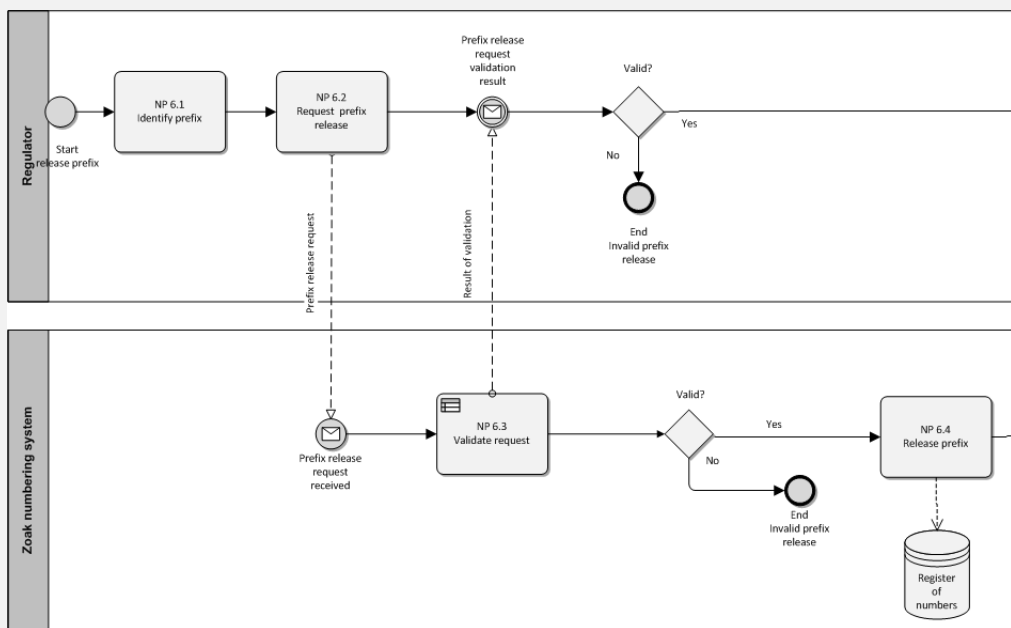 Regulator
Start
release prefix
NP 6.1
Identify prefix
NP 6.2
Request prefix
release
Prefix release
request
validation
result
Valid?
Yes
No
End
Invalid prefix
release
Prefix release request
Result of validation
Zoak numbering system
Prefix release
request
received
NP 6.3
Validate request
Valid?
Yes
No
End
Invalid prefix
release
NP 6.4
Release prefix
Register
of
numbers